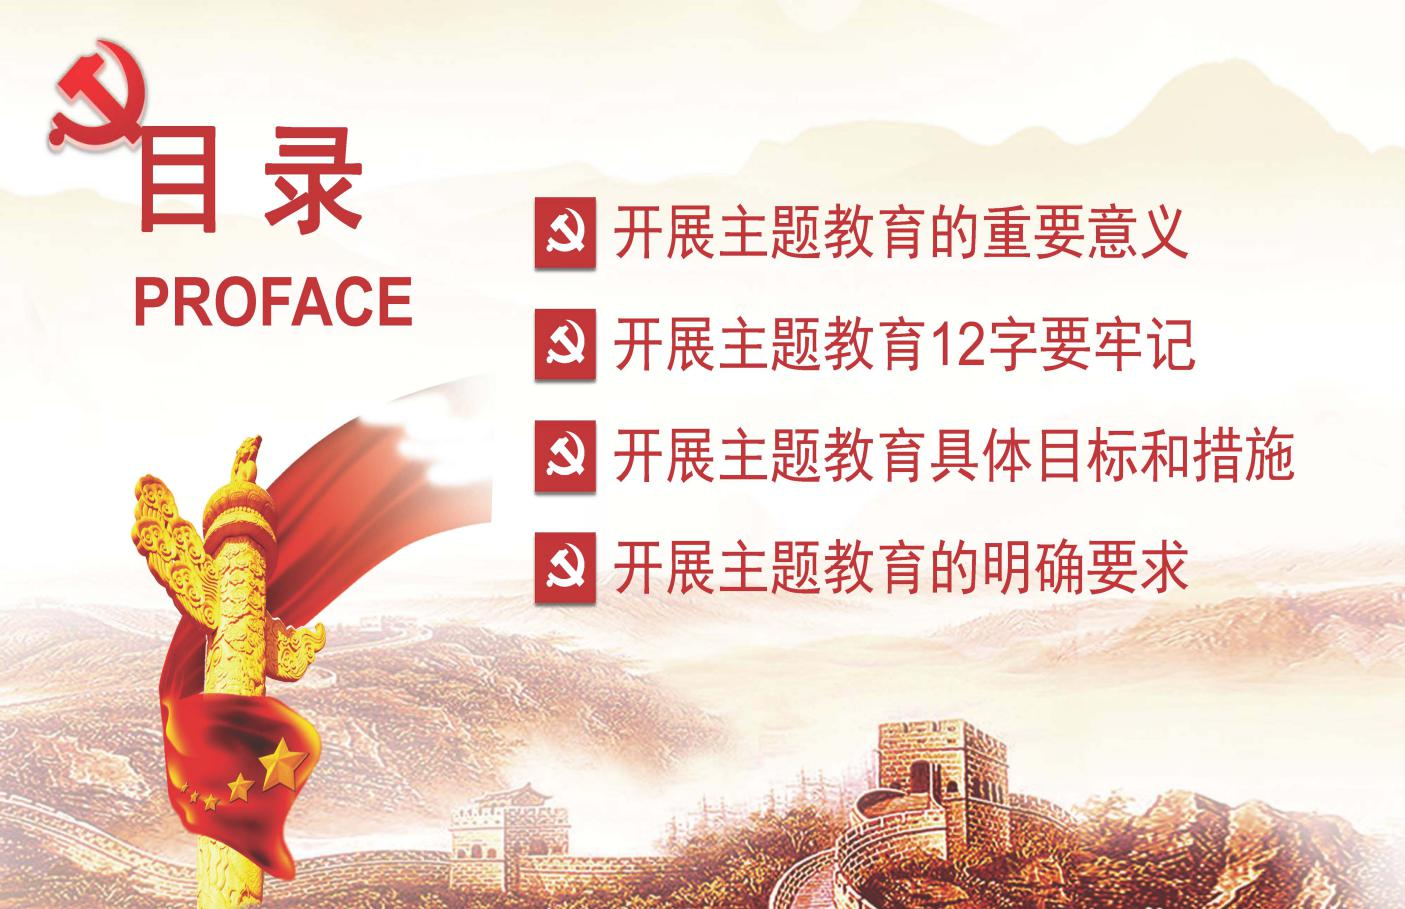 目录
PROFACE
开展主题教育的重要意义
开展主题教育12字要牢记
开展主题教育具体目标和措施
开展主题教育的明确要求